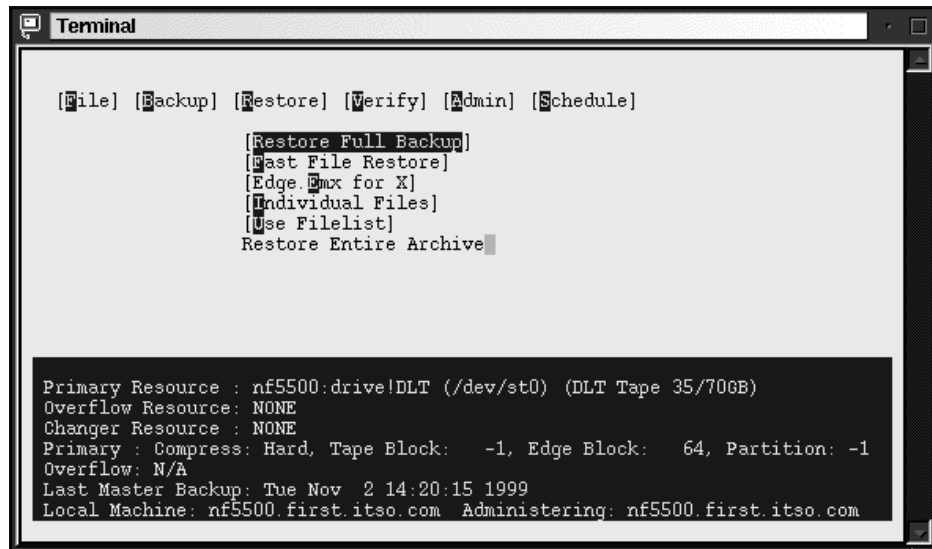 Terminal
[File] [Backup] [Restore] [Verify] [Admin] [Schedule]
[Restore Full Backup]
[Fast File Restore]
[Edge.Emx for X]
[Individual Files]
[Use Filelist]
Restore Entire Archive
Primary Resource : nf5500:drive!DLT (/dev/st0) (DLT Tape 35/70GB)
Overflow Resource: NONE
Changer Resource : NONE
Primary : Compress: Hard, Tape Block:   -1, Edge Block:   64, Partition: -1
Overflow: N/A
Last Master Backup: Tue Nov  2 14:20:15 1999
Local Machine: nf5500.first.itso.com  Administering: nf5500.first.itso.com